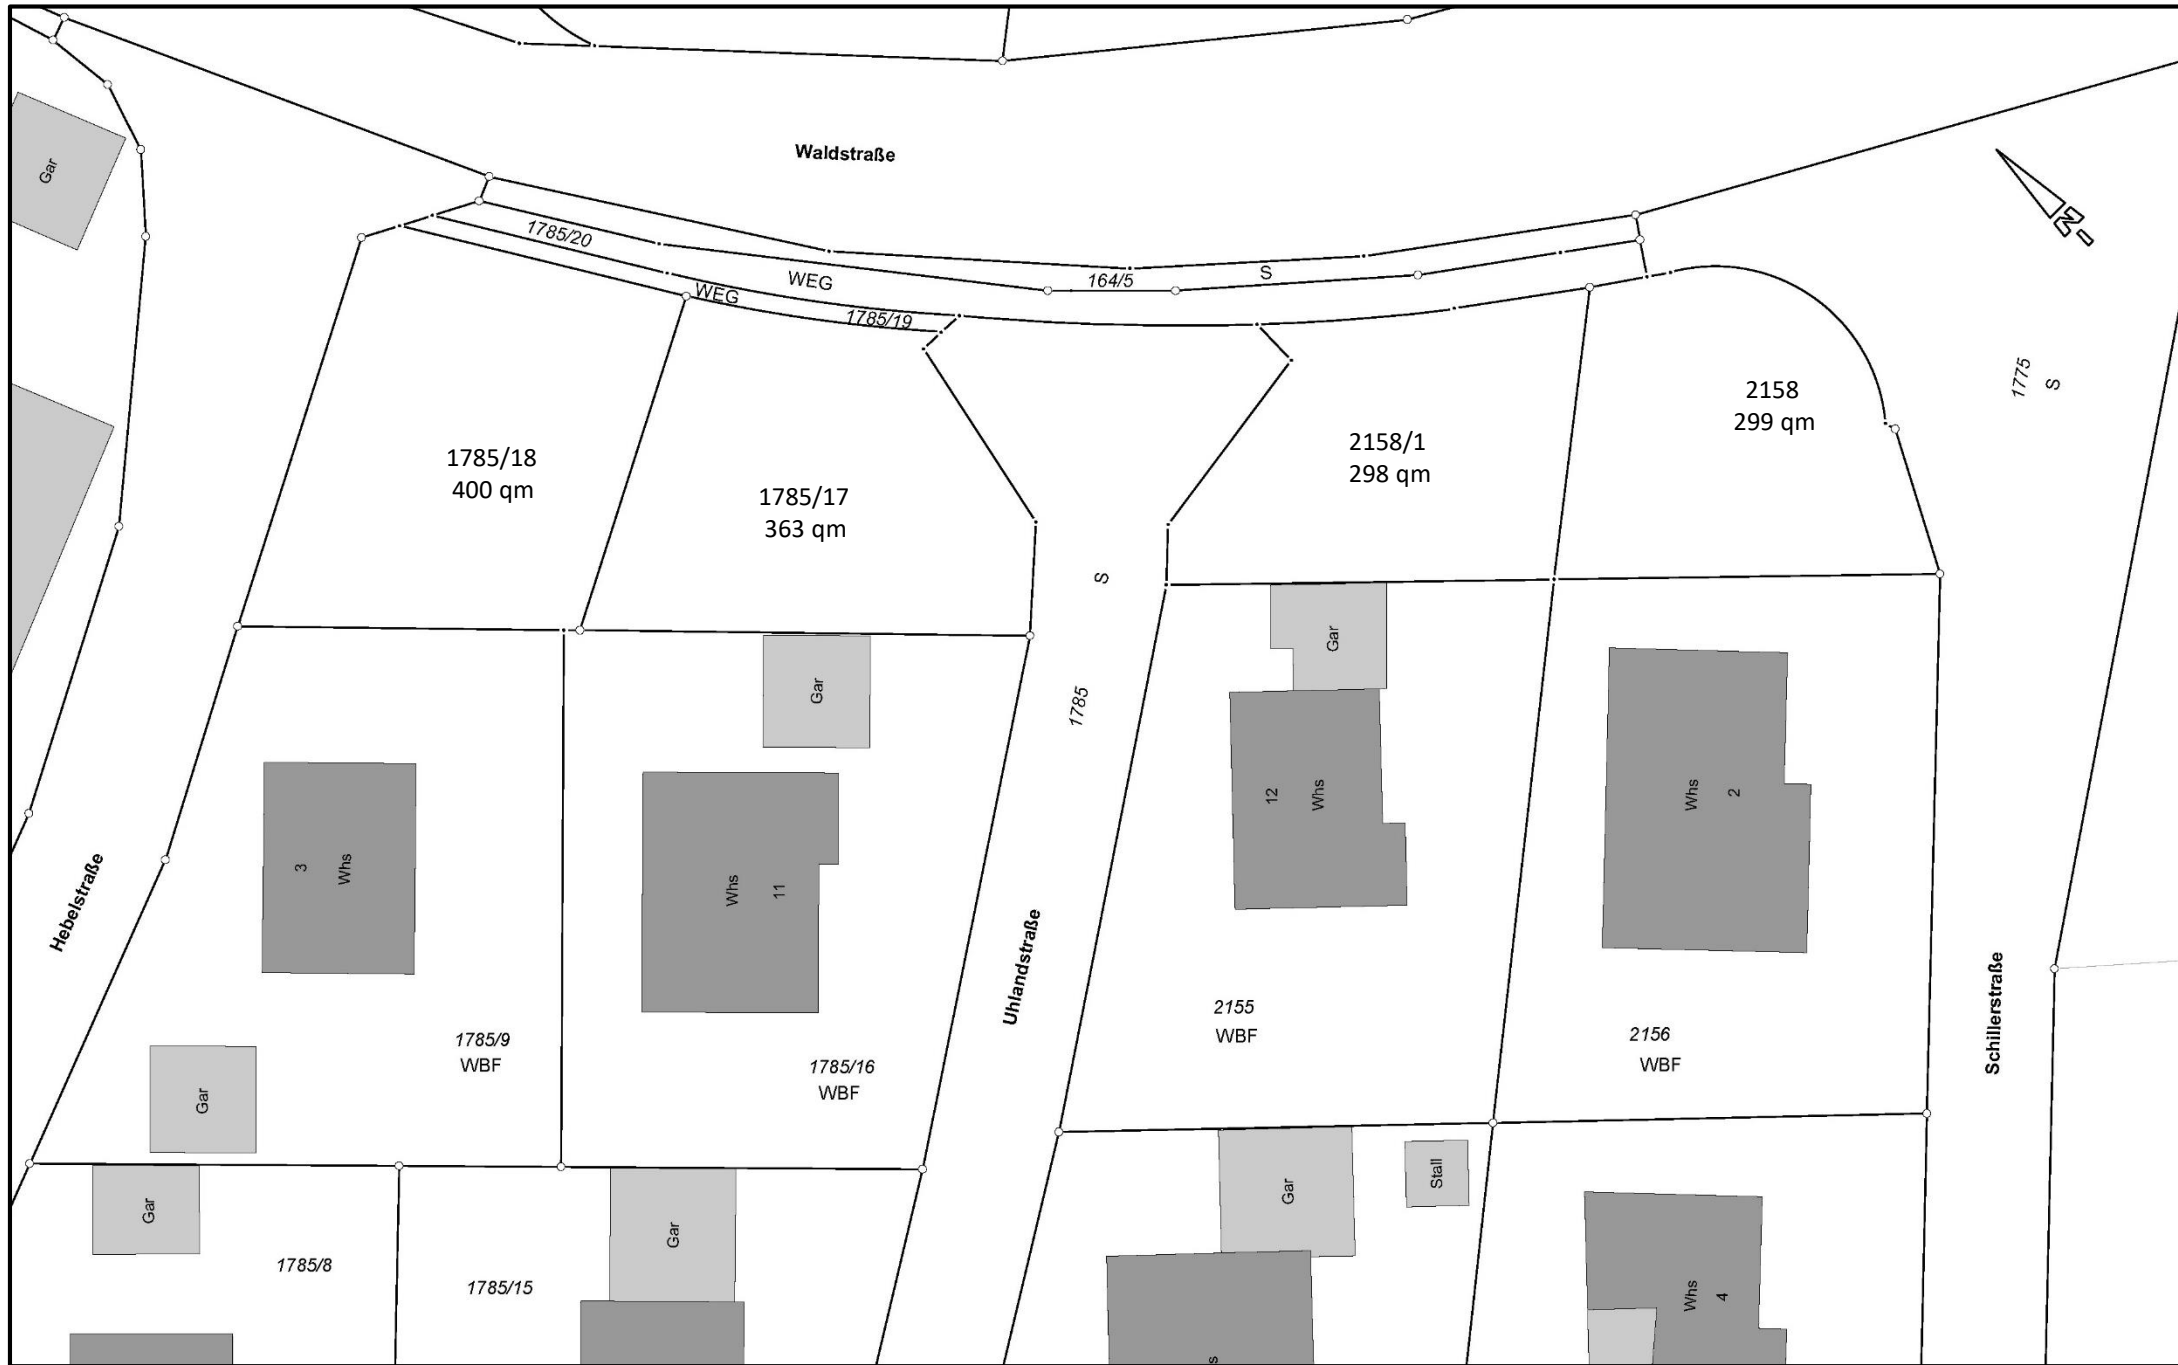 Waldstraße
Gar
1785/20
WEG
WEG
164/5
S
1785/19
N
1775
S
2158
299 qm
2158/1
298 qm
1785/18
400 qm
1785/17
363 qm
S
Gar
Gar
1785
12
Whs
Whs
2
3
Whs
Whs
11
Hebelstraße
Uhlandstraße
Schillerstraße
2155
WBF
2156
WBF
1785/9
WBF
1785/16
WBF
Gar
Gar
Gar
Gar
Stall
1785/8
1785/15
Whs
4
s